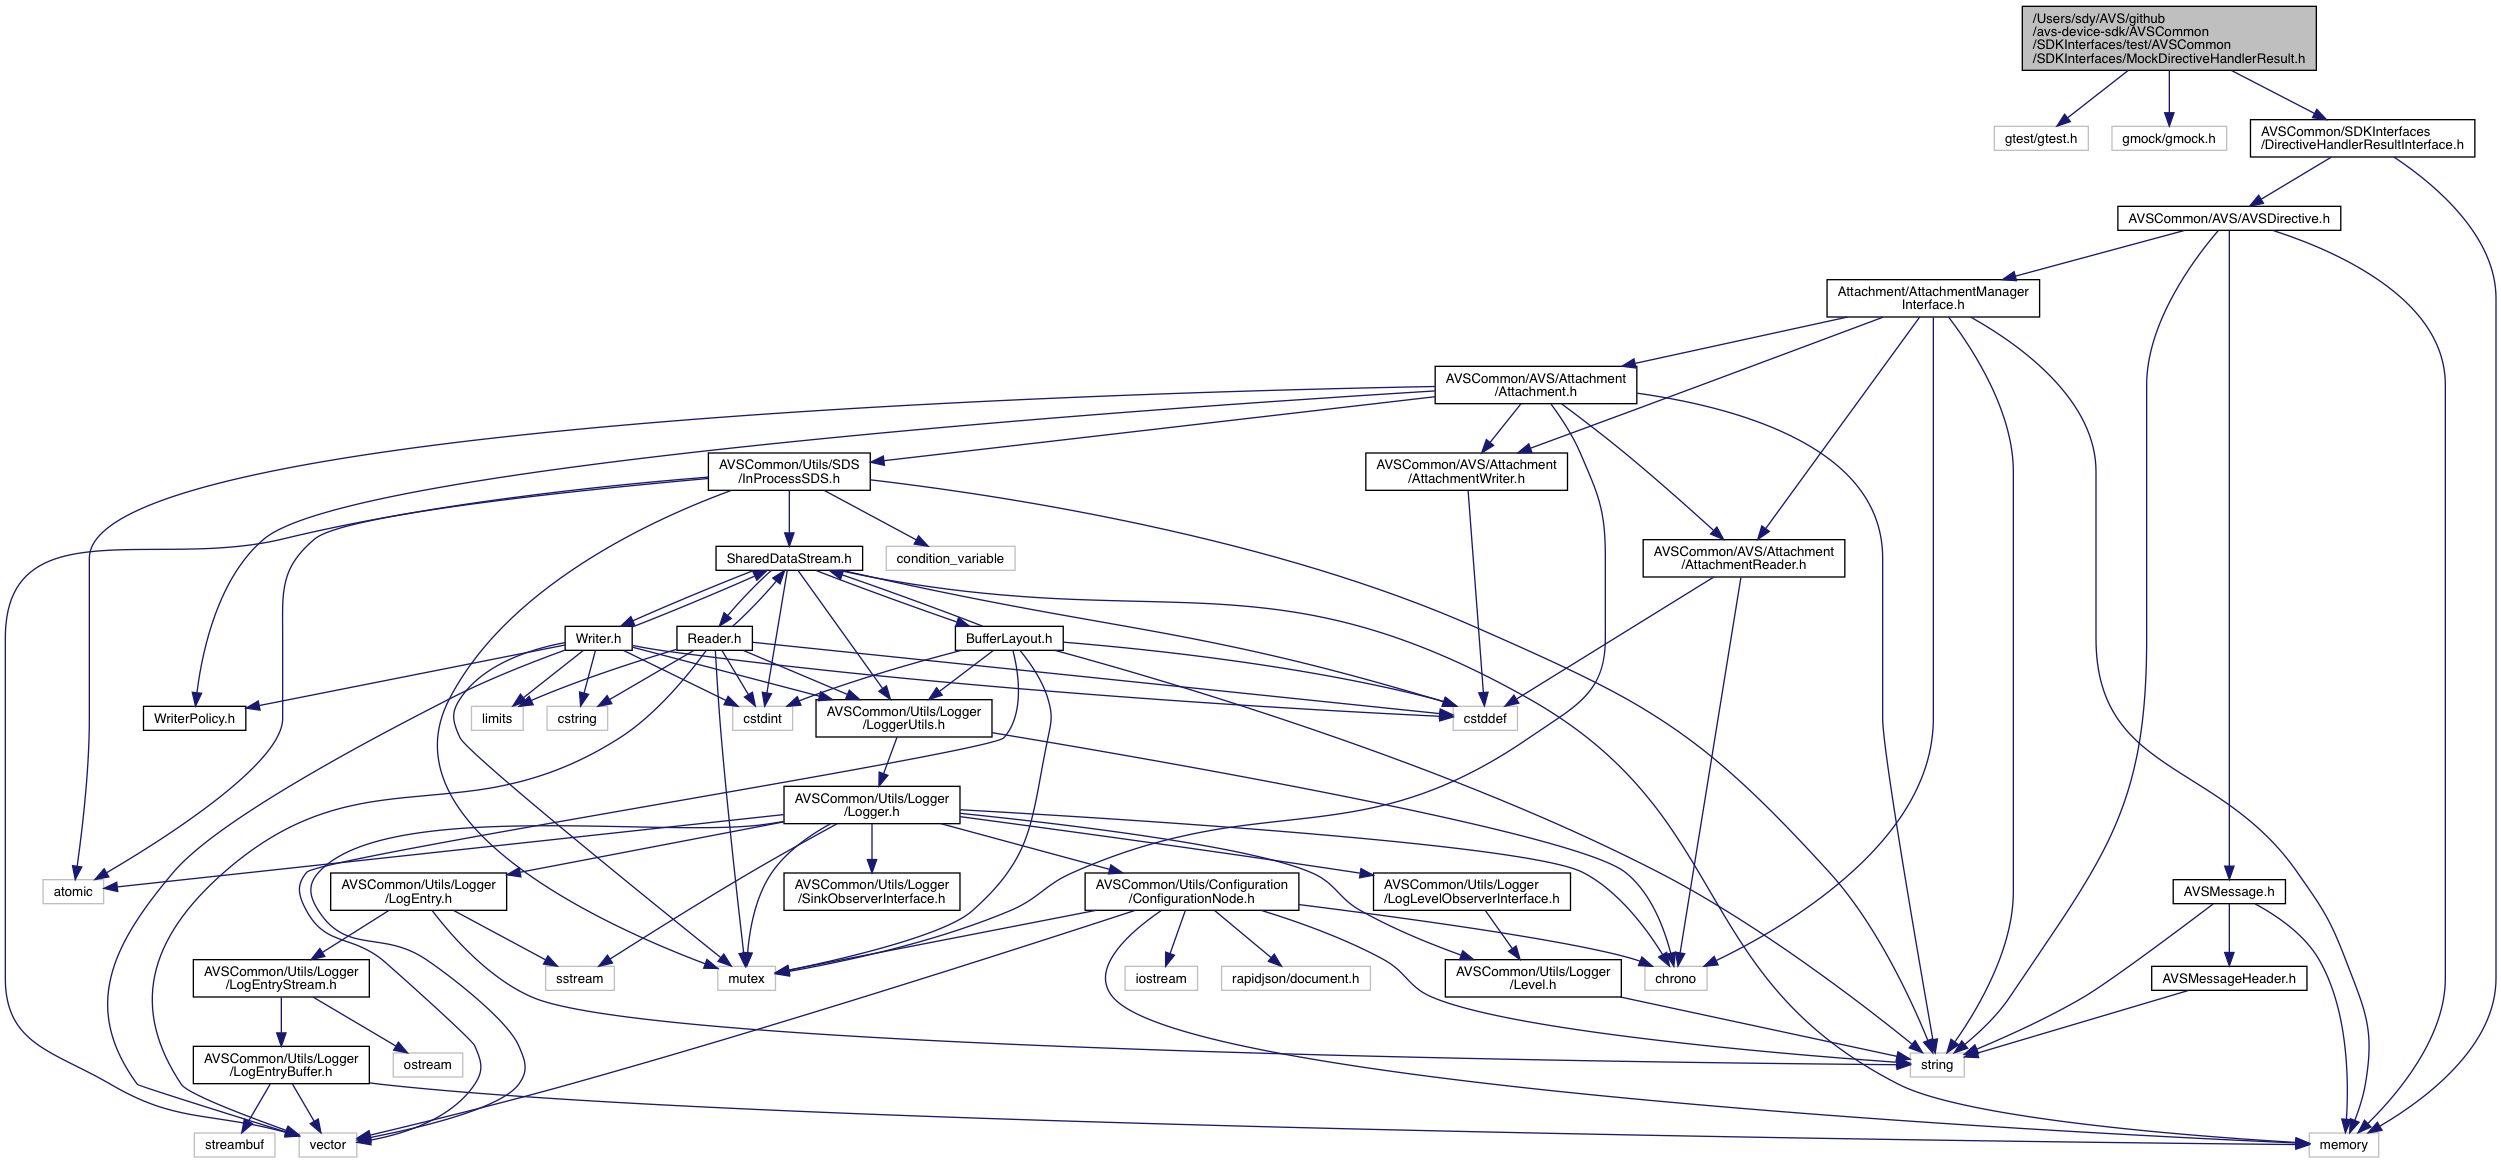 /Users/sdy/AVS/github
/avs-device-sdk/AVSCommon
/SDKInterfaces/test/AVSCommon
/SDKInterfaces/MockDirectiveHandlerResult.h
gtest/gtest.h
gmock/gmock.h
AVSCommon/SDKInterfaces
/DirectiveHandlerResultInterface.h
AVSCommon/AVS/AVSDirective.h
Attachment/AttachmentManager
Interface.h
AVSCommon/AVS/Attachment
/Attachment.h
AVSCommon/Utils/SDS
/InProcessSDS.h
AVSCommon/AVS/Attachment
/AttachmentWriter.h
SharedDataStream.h
condition_variable
AVSCommon/AVS/Attachment
/AttachmentReader.h
Writer.h
Reader.h
BufferLayout.h
WriterPolicy.h
limits
cstring
cstdint
AVSCommon/Utils/Logger
/LoggerUtils.h
cstddef
AVSCommon/Utils/Logger
/Logger.h
atomic
AVSCommon/Utils/Logger
/LogEntry.h
AVSCommon/Utils/Logger
/SinkObserverInterface.h
AVSCommon/Utils/Configuration
/ConfigurationNode.h
AVSCommon/Utils/Logger
/LogLevelObserverInterface.h
AVSMessage.h
AVSCommon/Utils/Logger
/LogEntryStream.h
sstream
mutex
iostream
rapidjson/document.h
AVSCommon/Utils/Logger
/Level.h
chrono
AVSMessageHeader.h
AVSCommon/Utils/Logger
/LogEntryBuffer.h
ostream
string
streambuf
vector
memory